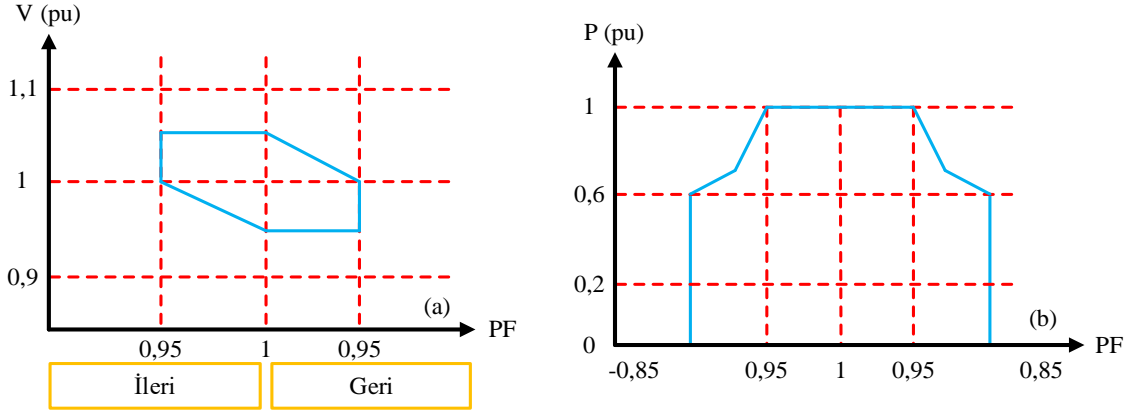 V (pu)
1,1
1
0,9
(a)
PF
0,95 1 0,95
İleri
Geri
P (pu)
1
0,6
0,2
0
(b)
PF
-0,85 0,95 1 0,95 0,85